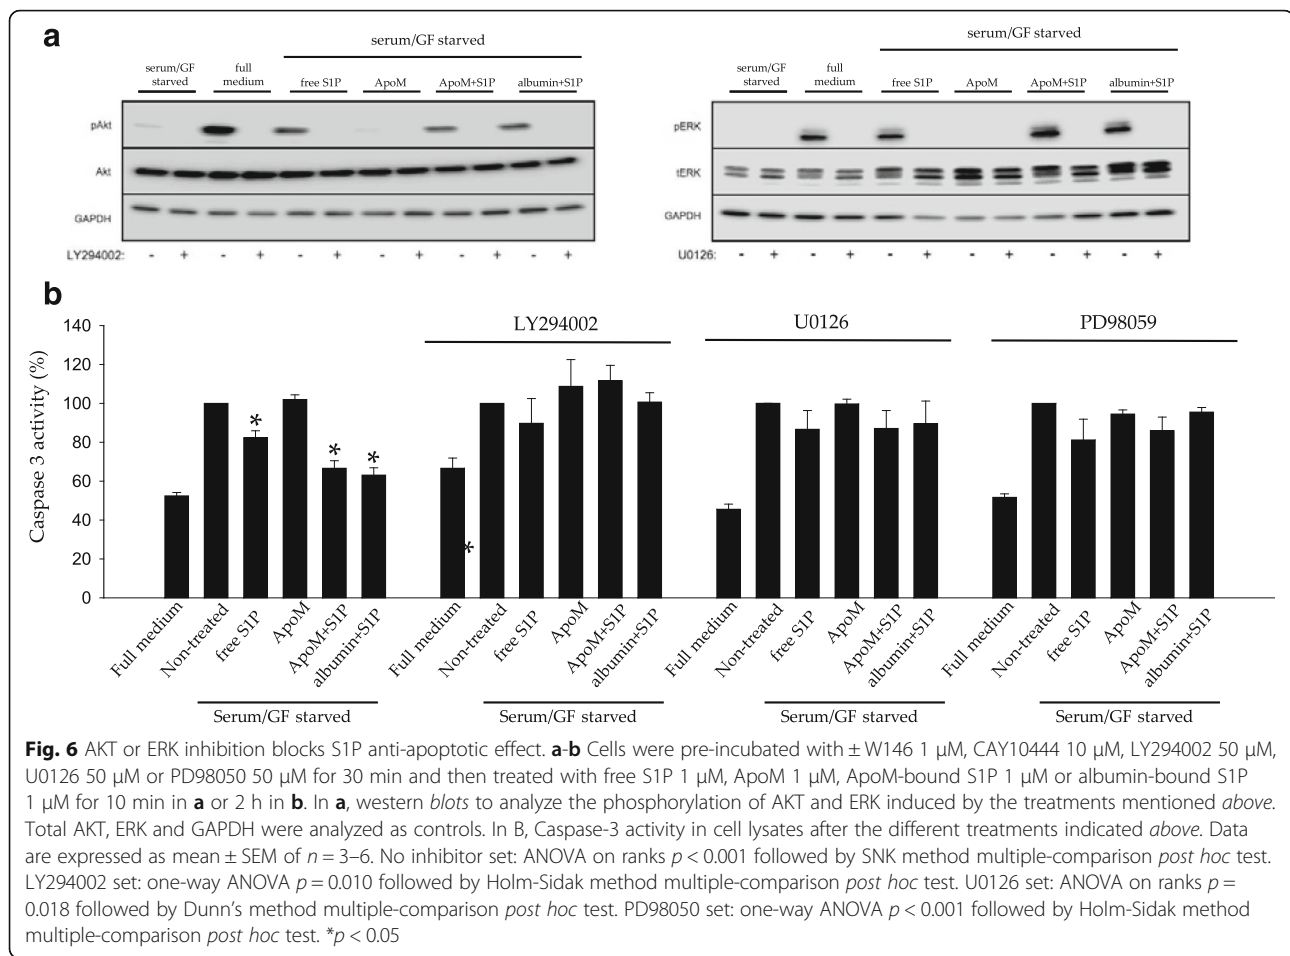 a
serum/GF starved
serum/GF starved
full medium
free S1P
ApoM
ApoM+S1P
albumin+S1P
pAkt
Akt
GAPDH
LY294002: - + - + - + - + - + - +
serum/GF starved
serum/GF starved
full medium
free S1P
ApoM
ApoM+S1P
albumin+S1P
pERK
tERK
GAPDH
U0126: - + - + - + - + - + - +
b
LY294002
U0126
PD98059
Caspase 3 activity (%)
140
120
100
80
60
40
20
0
* * * *
Full medium
Non-treated
free S1P
ApoM
ApoM+S1P
albumin+S1P
Full medium
Non-treated
free S1P
ApoM
ApoM+S1P
albumin+S1P
Full medium
Non-treated
free S1P
ApoM
ApoM+S1P
albumin+S1P
Full medium
Non-treated
free S1P
ApoM
ApoM+S1P
albumin+S1P
Serum/GF starved
Serum/GF starved
Serum/GF starved
Serum/GF starved
Fig. 6 AKT or ERK inhibition blocks S1P anti-apoptotic effect. a-b Cells were pre-incubated with ± W146 1 μM, CAY10444 10 μM, LY294002 50 μM,
U0126 50 μM or PD98050 50 μM for 30 min and then treated with free S1P 1 μM, ApoM 1 μM, ApoM-bound S1P 1 μM or albumin-bound S1P
1 μM for 10 min in a or 2 h in b. In a, western blots to analyze the phosphorylation of AKT and ERK induced by the treatments mentioned above.
Total AKT, ERK and GAPDH were analyzed as controls. In B, Caspase-3 activity in cell lysates after the different treatments indicated above. Data
are expressed as mean ± SEM of n = 3–6. No inhibitor set: ANOVA on ranks p < 0.001 followed by SNK method multiple-comparison post hoc test.
LY294002 set: one-way ANOVA p = 0.010 followed by Holm-Sidak method multiple-comparison post hoc test. U0126 set: ANOVA on ranks p =
0.018 followed by Dunn's method multiple-comparison post hoc test. PD98050 set: one-way ANOVA p < 0.001 followed by Holm-Sidak method
multiple-comparison post hoc test. *p < 0.05